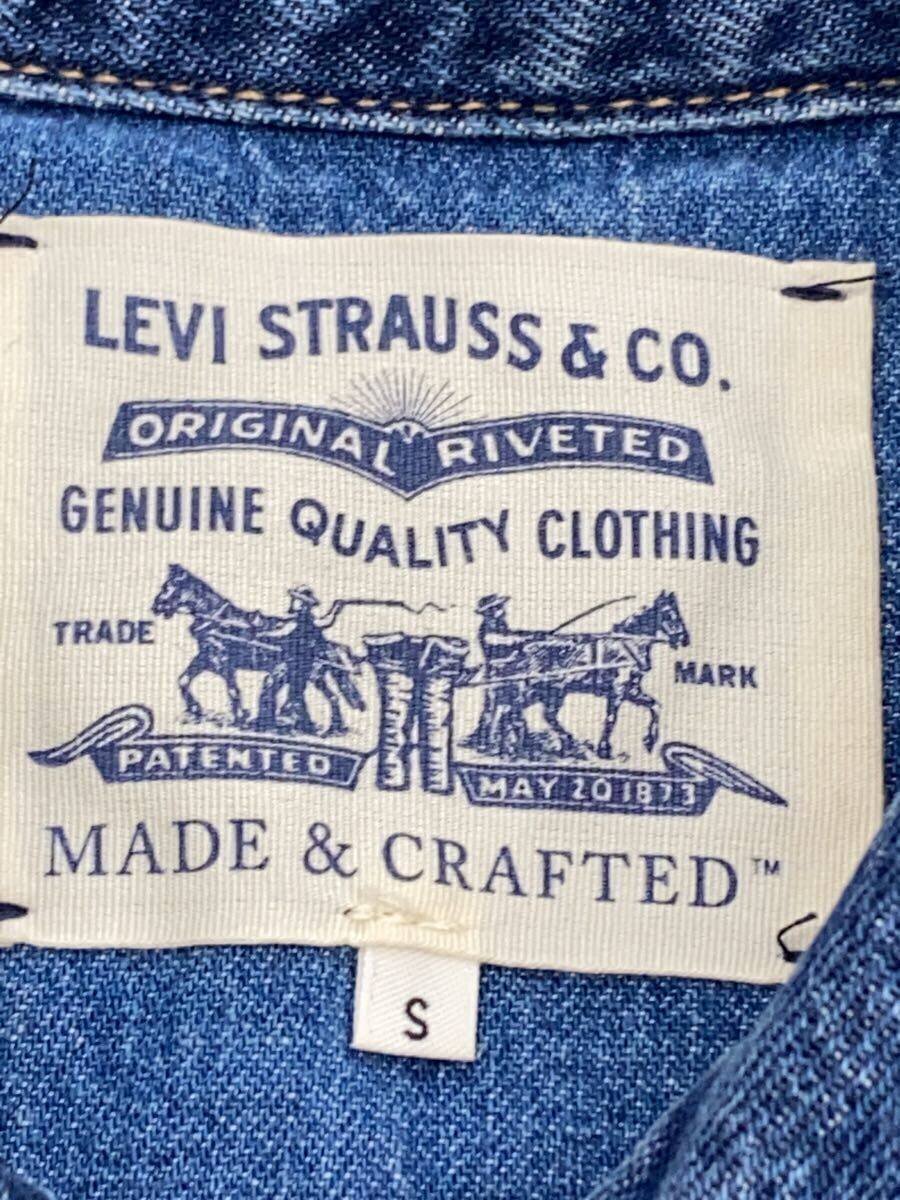 LEVI STRAUSS & CO.
ORIGINAL RIVETED
GENUINE QUALITY CLOTHING
TRADE MARK
PATENTED MAY 20 1873
MADE & CRAFTED™
S